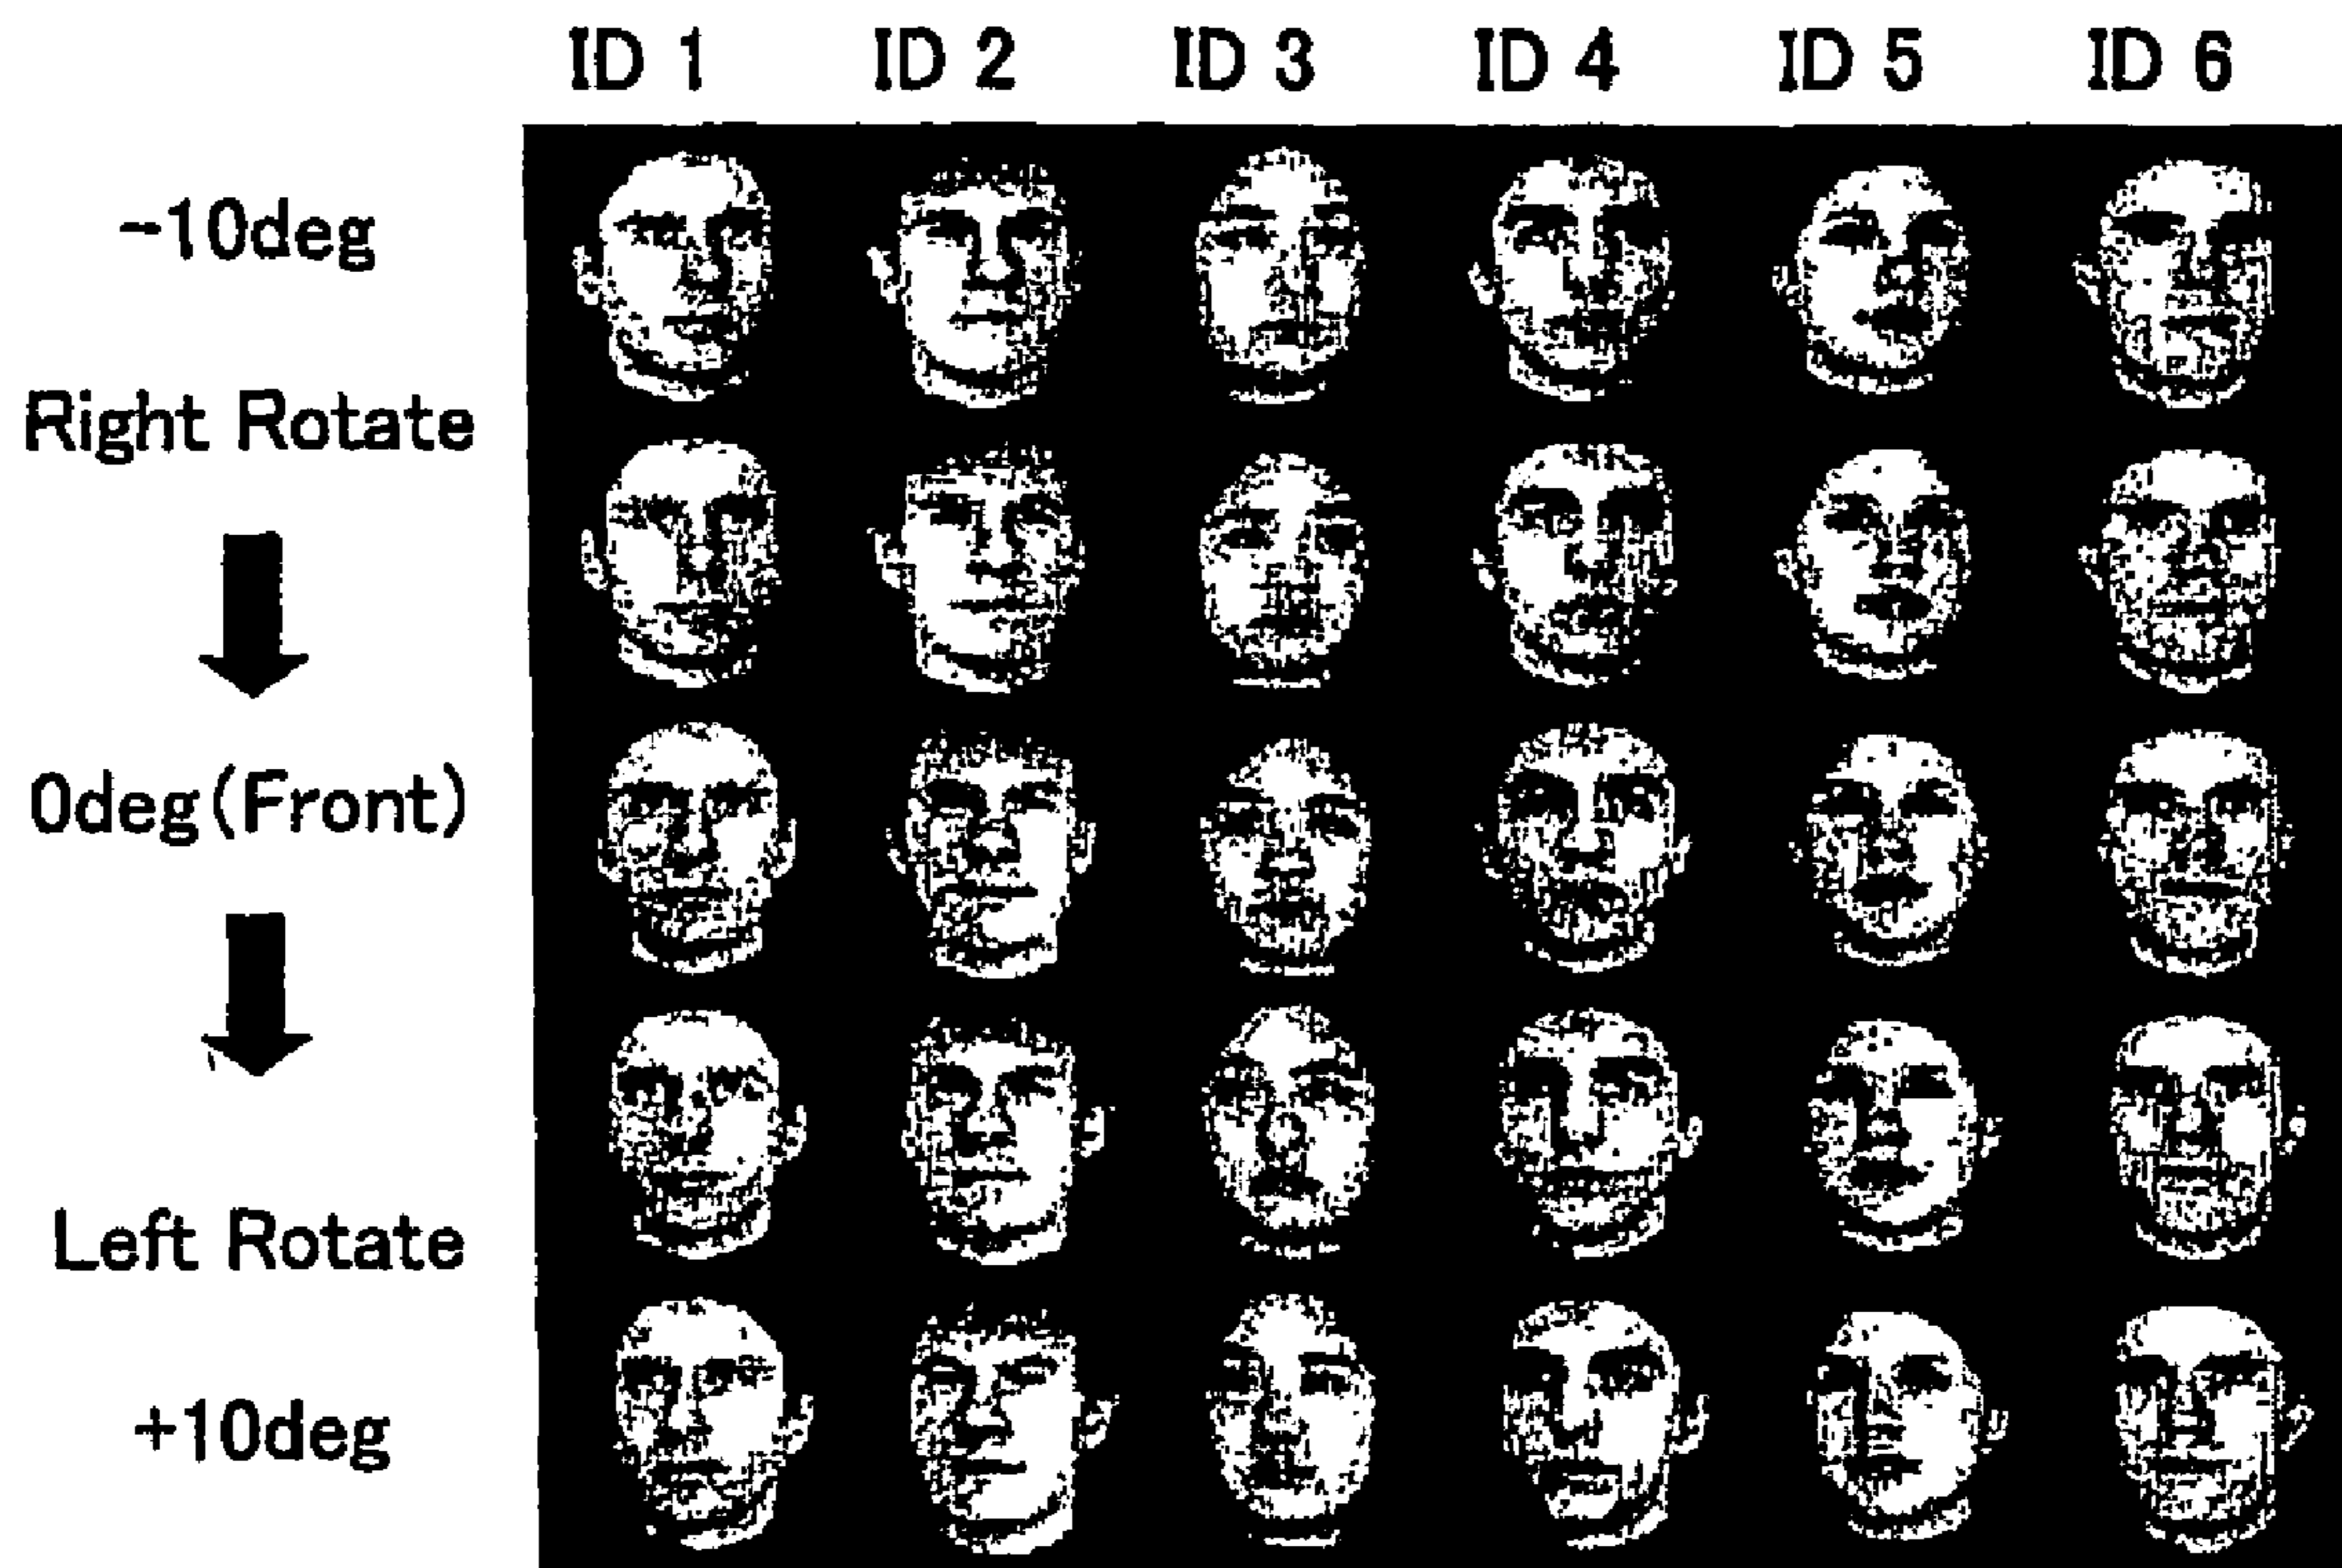 ID 1 ID 2 ID 3 ID 4 ID 5 ID 6
-10deg
Right Rotate
0deg(Front)
Left Rotate
+10deg